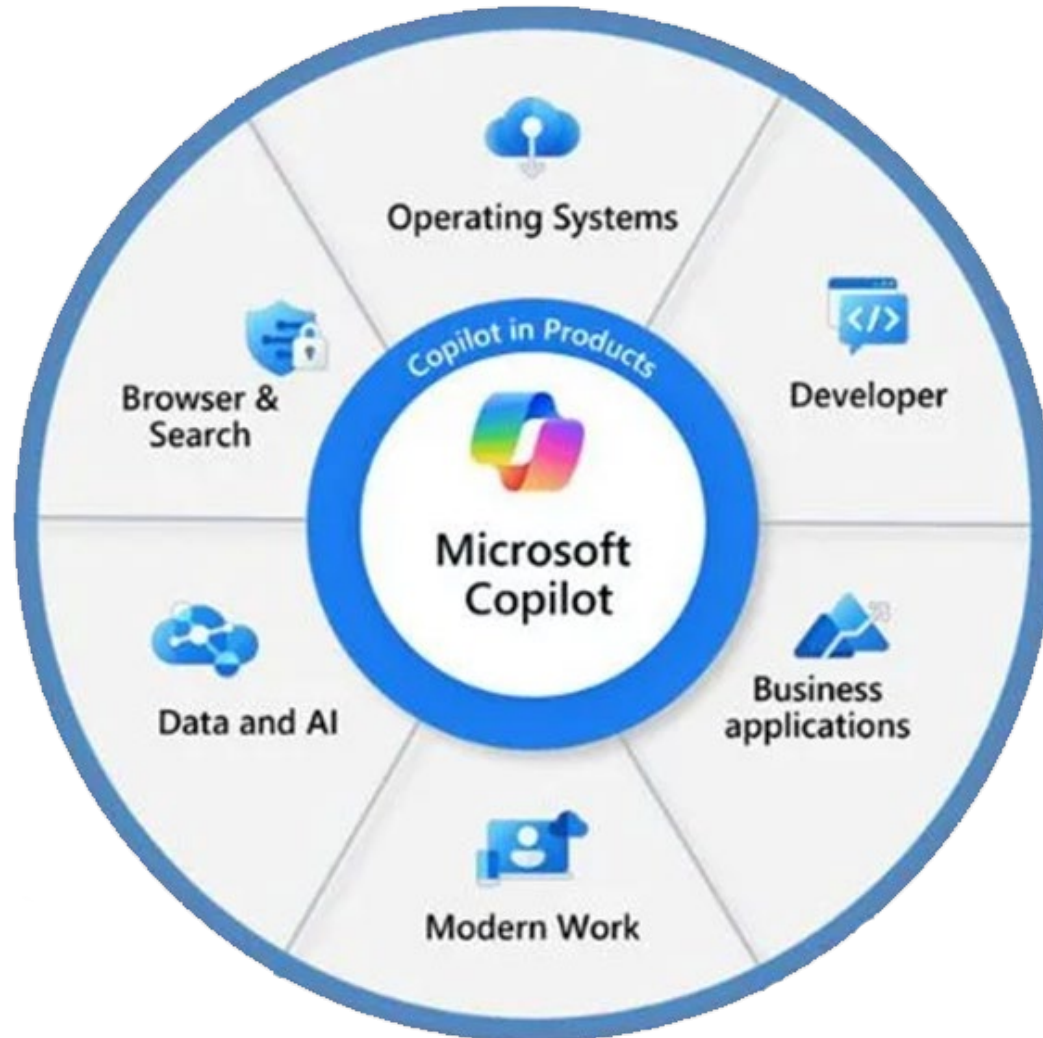 Operating Systems
Developer
Business
applications
Modern Work
Data and AI
Browser &
Search
Copilot in Products
Microsoft
Copilot
</>